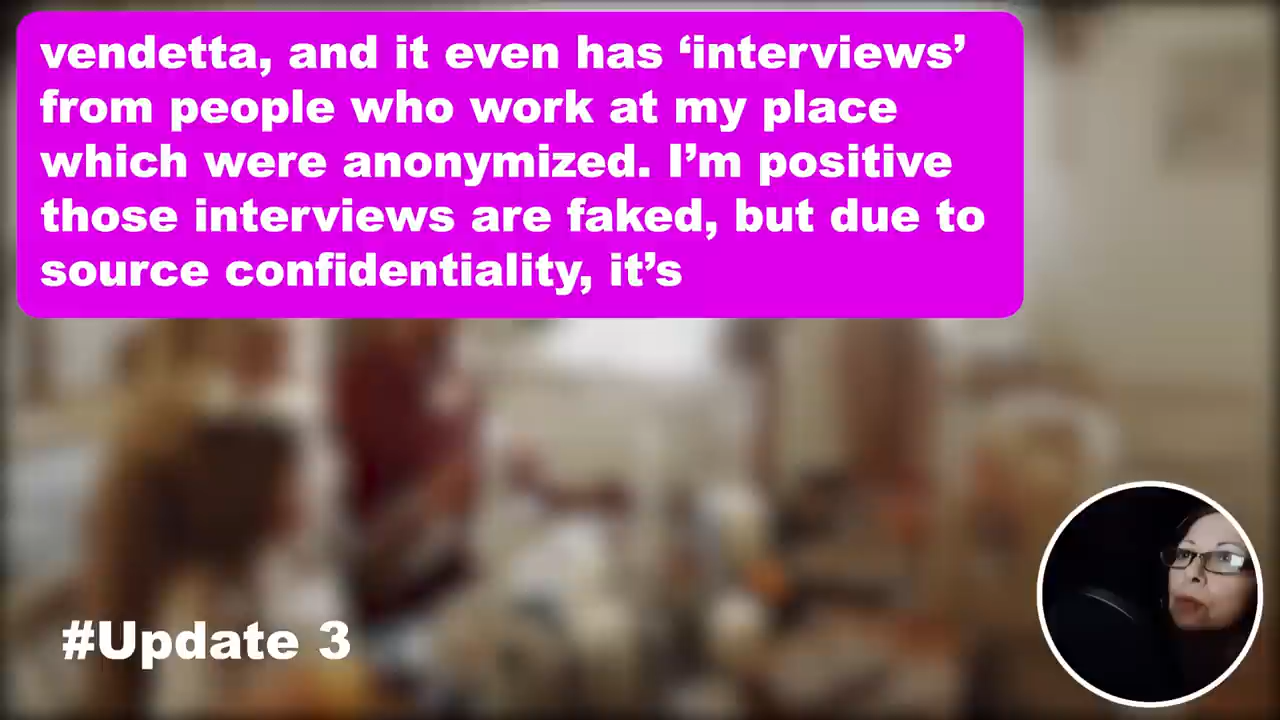 vendetta, and it even has ‘interviews’
from people who work at my place
which were anonymized. I’m positive
those interviews are faked, but due to
source confidentiality, it’s
#Update 3